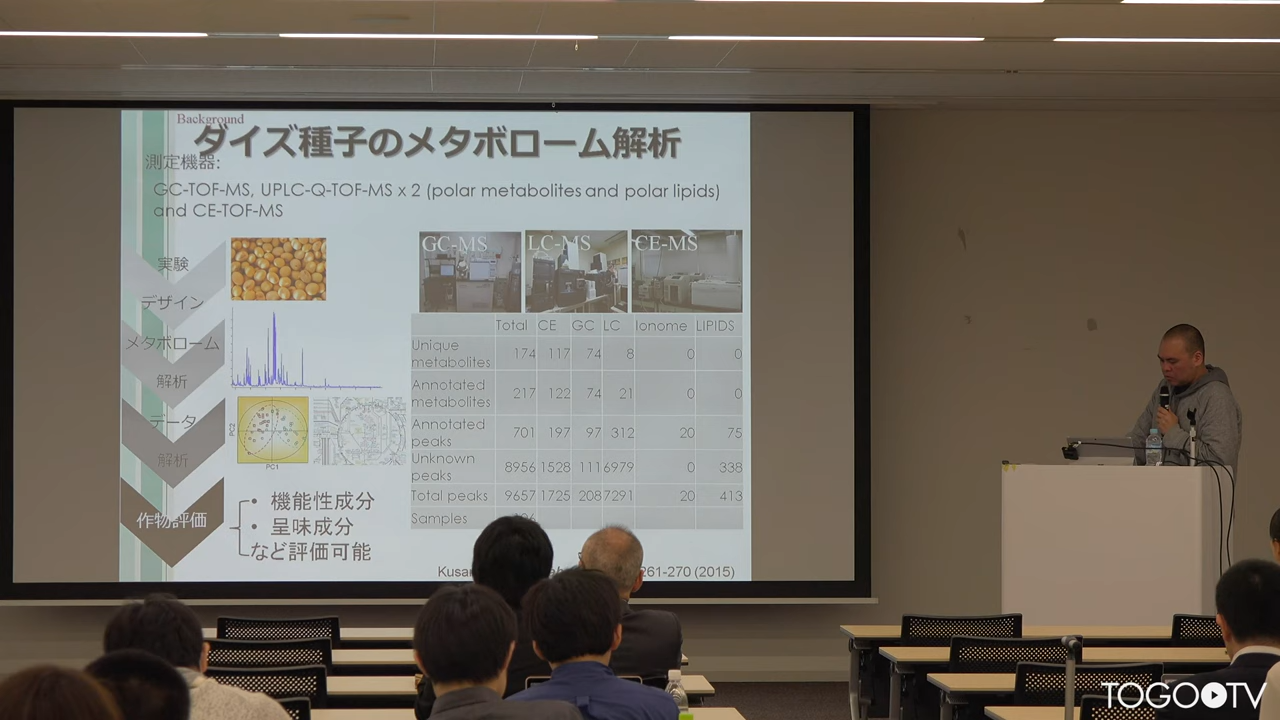 Background
ダイズ種子のメタボローム解析
測定機器:
GC-TOF-MS, UPLC-Q-TOF-MS x 2 (polar metabolites and polar lipids)
and CE-TOF-MS
実験
デザイン
メタボローム
解析
データ
解析
作物評価
PC2
PC1
・ 機能性成分
・ 呈味成分
など評価可能
GC-MS LC-MS CE-MS
Total CE GC LC Ionome LIPIDS
Unique metabolites 174 117 74 8 0 0
Annotated metabolites 217 122 74 21 0 0
Annotated peaks 701 197 97 312 20 75
Unknown peaks 8956 1528 111 6979 0 338
Total peaks 9657 1725 208 7291 20 413
Samples
261-270 (2015)
TOGO TV